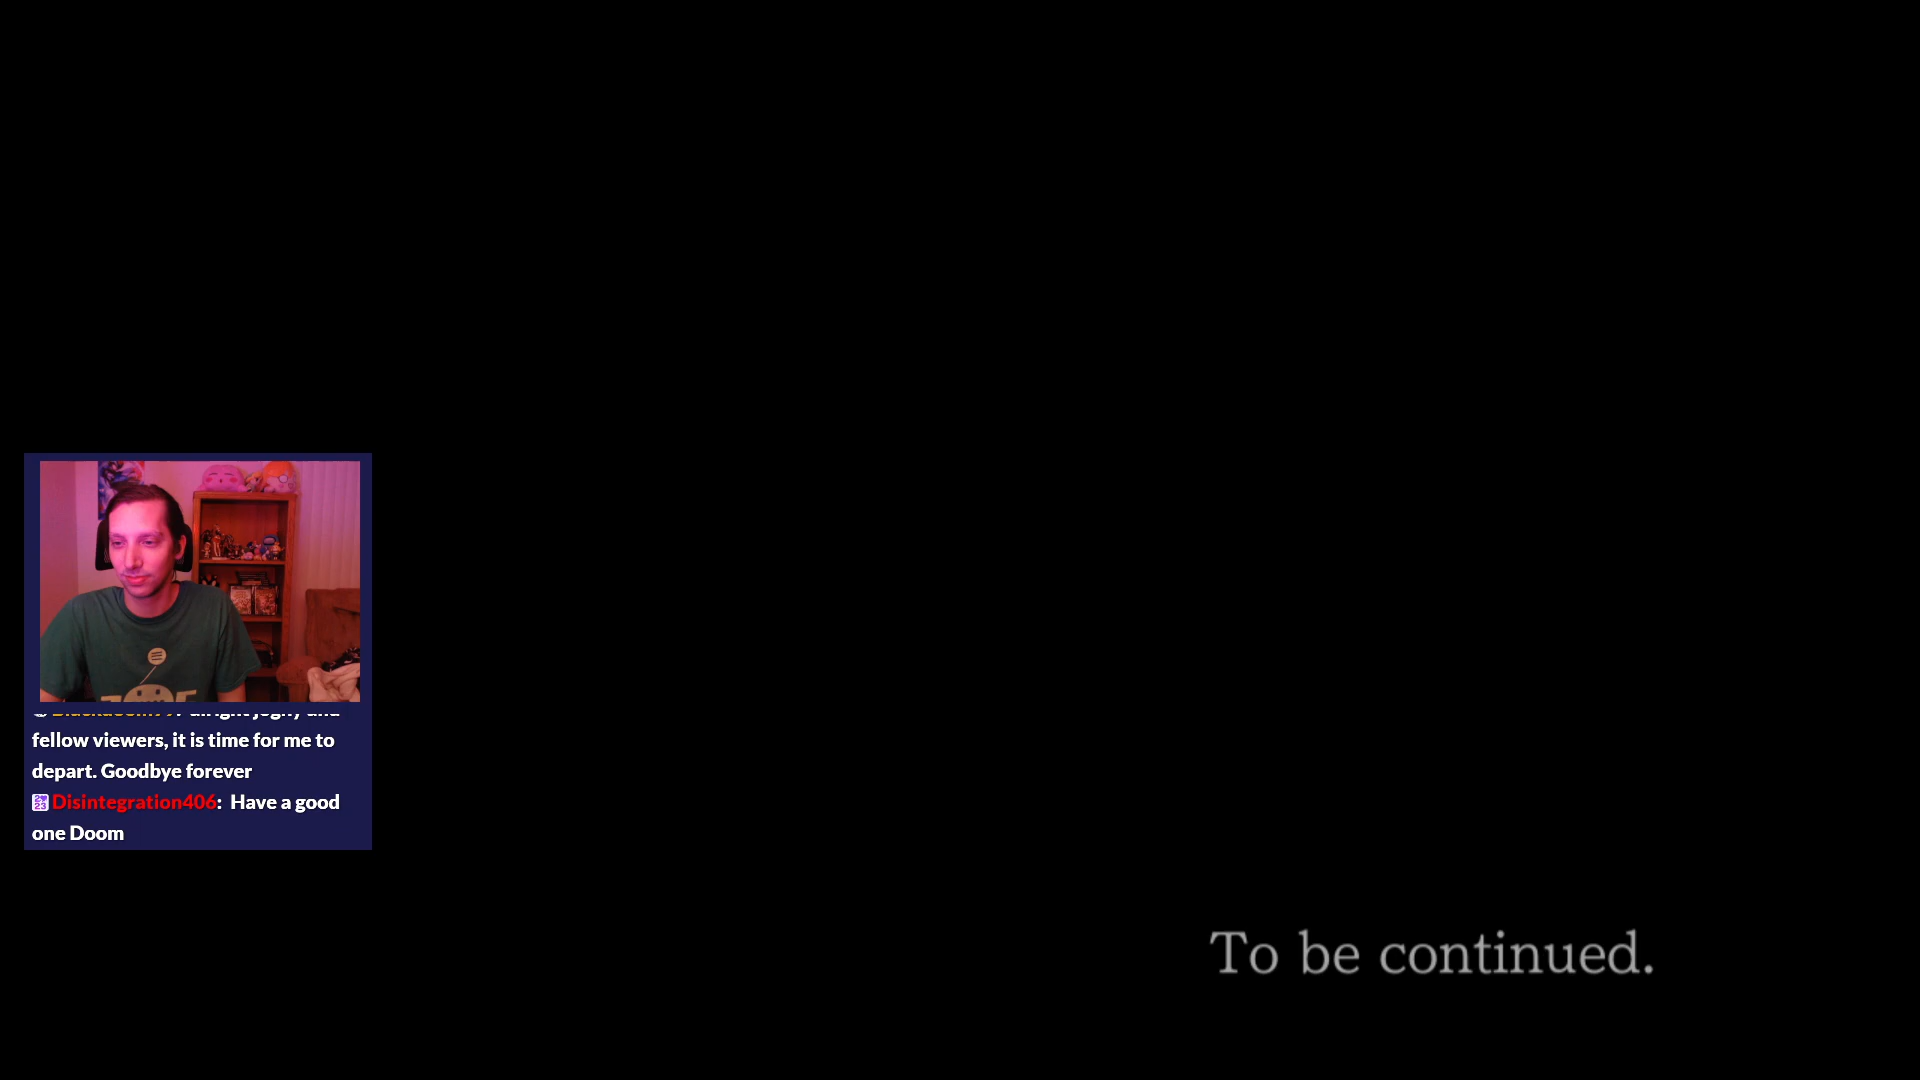 fellow viewers, it is time for me to
depart. Goodbye forever
Disintegration406: Have a good
one Doom
To be continued.